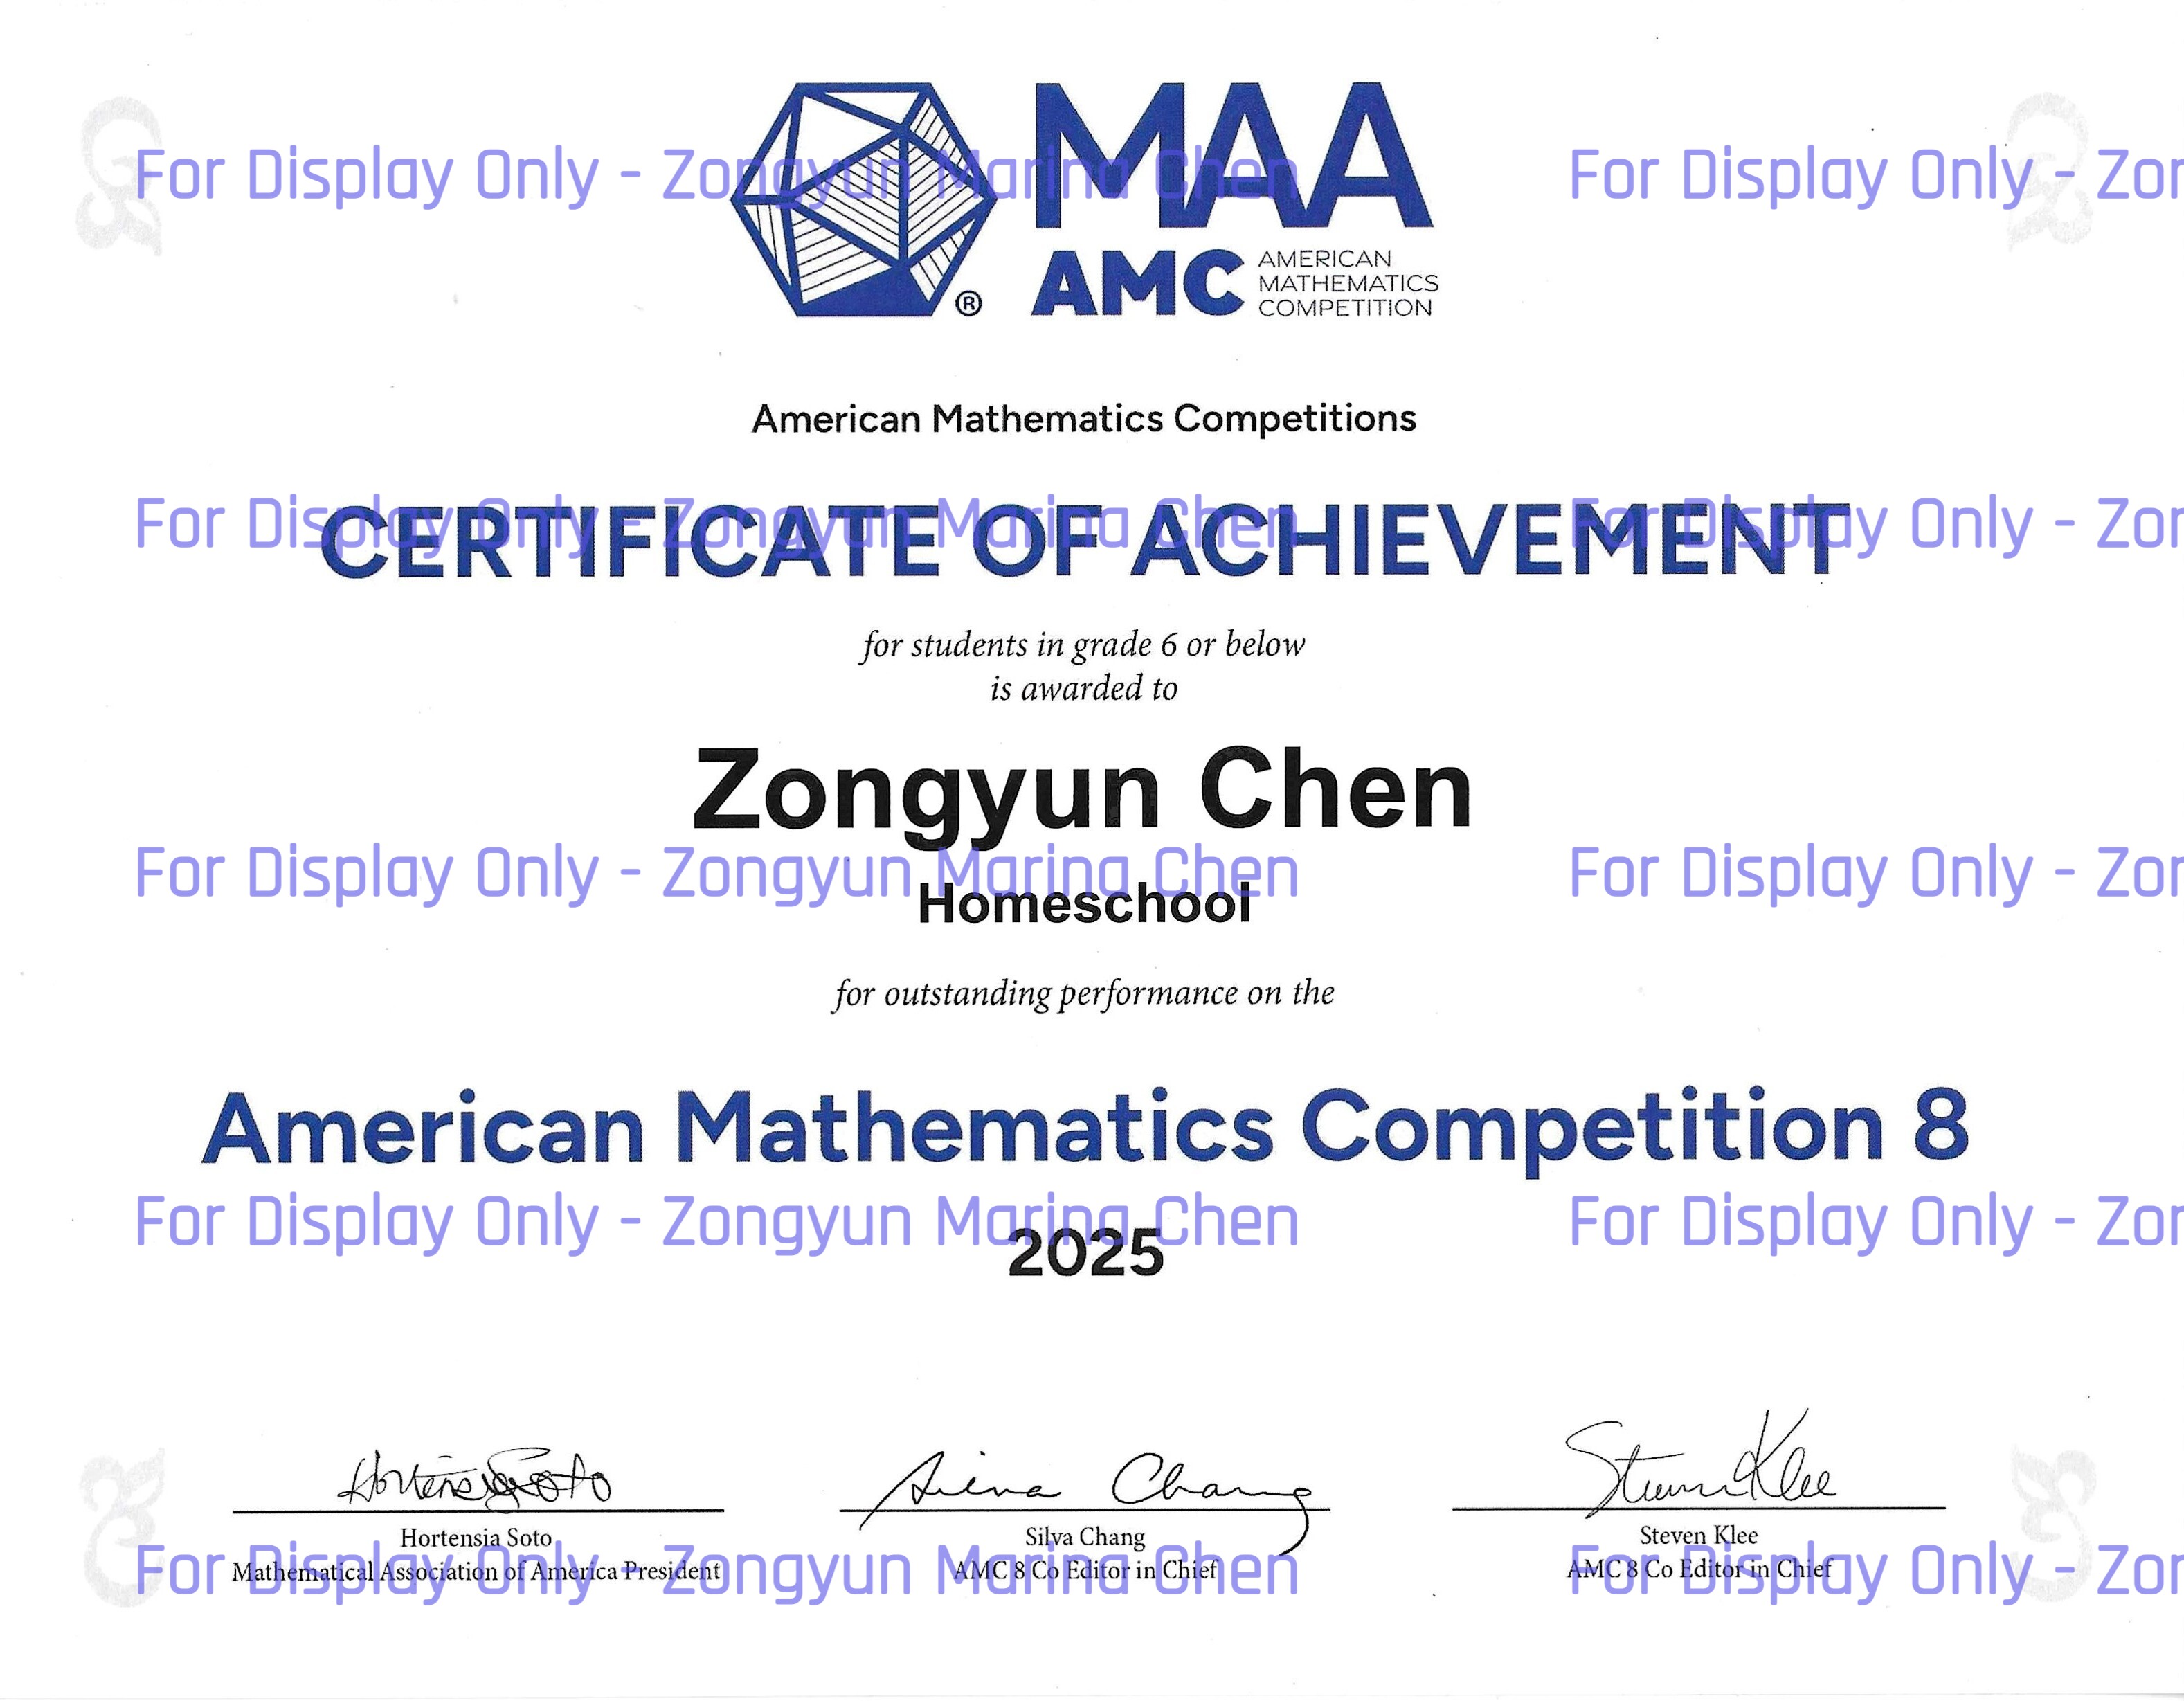 For Display Only - Zongyun Marina Chen For Display Only - Zon
MAA
AMC
AMERICAN
MATHEMATICS
COMPETITION
®
American Mathematics Competitions
For Display Only - Zongyun Marina Chen For Display Only - Zon
CERTIFICATE OF ACHIEVEMENT
for students in grade 6 or below
is awarded to
Zongyun Chen
For Display Only - Zongyun Marina Chen For Display Only - Zon
Homeschool
for outstanding performance on the
American Mathematics Competition 8
For Display Only - Zongyun Marina Chen For Display Only - Zon
2025
Hortensia Soto
Silva Chang
Steven Klee
Hortensia Soto
Silva Chang
Steven Klee
Mathematical Association of America President
AMC 8 Co Editor in Chief
AMC 8 Co Editor in Chief
For Display Only - Zongyun Marina Chen For Display Only - Zon